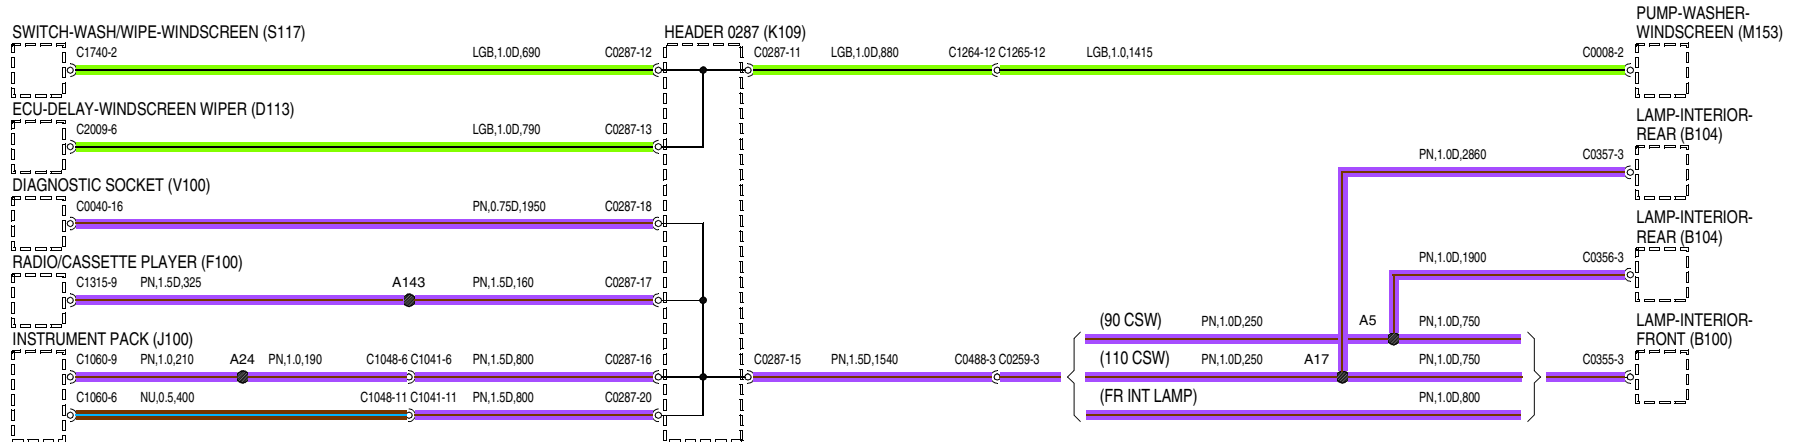 SWITCH-WASH/WIPE-WINDSCREEN (S117)
C1740-2 LGB,1.0D,690 C0287-12
HEADER 0287 (K109)
C0287-11 LGB,1.0D,880 C1264-12 C1265-12 LGB,1.0,1415 C0008-2
PUMP-WASHER-
WINDSCREEN (M153)
ECU-DELAY-WINDSCREEN WIPER (D113)
C2009-6 LGB,1.0D,790 C0287-13
LAMP-INTERIOR-
REAR (B104)
PN,1.0D,2860 C0357-3
DIAGNOSTIC SOCKET (V100)
C0040-16 PN,0.75D,1950 C0287-18
LAMP-INTERIOR-
REAR (B104)
PN,1.0D,1900 C0356-3
RADIO/CASSETTE PLAYER (F100)
C1315-9 PN,1.5D,325 A143 PN,1.5D,160 C0287-17
(90 CSW) PN,1.0D,250 A5 PN,1.0D,750
LAMP-INTERIOR-
FRONT (B100)
INSTRUMENT PACK (J100)
C1060-9 PN,1.0,210 A24 PN,1.0,190 C1048-6 C1041-6 PN,1.5D,800 C0287-16
C0287-15 PN,1.5D,1540 C0488-3 C0259-3 (110 CSW) PN,1.0D,250 A17 PN,1.0D,750 C0355-3
C1060-6 NU,0.5,400 C1048-11 C1041-11 PN,1.5D,800 C0287-20
(FR INT LAMP) PN,1.0D,800